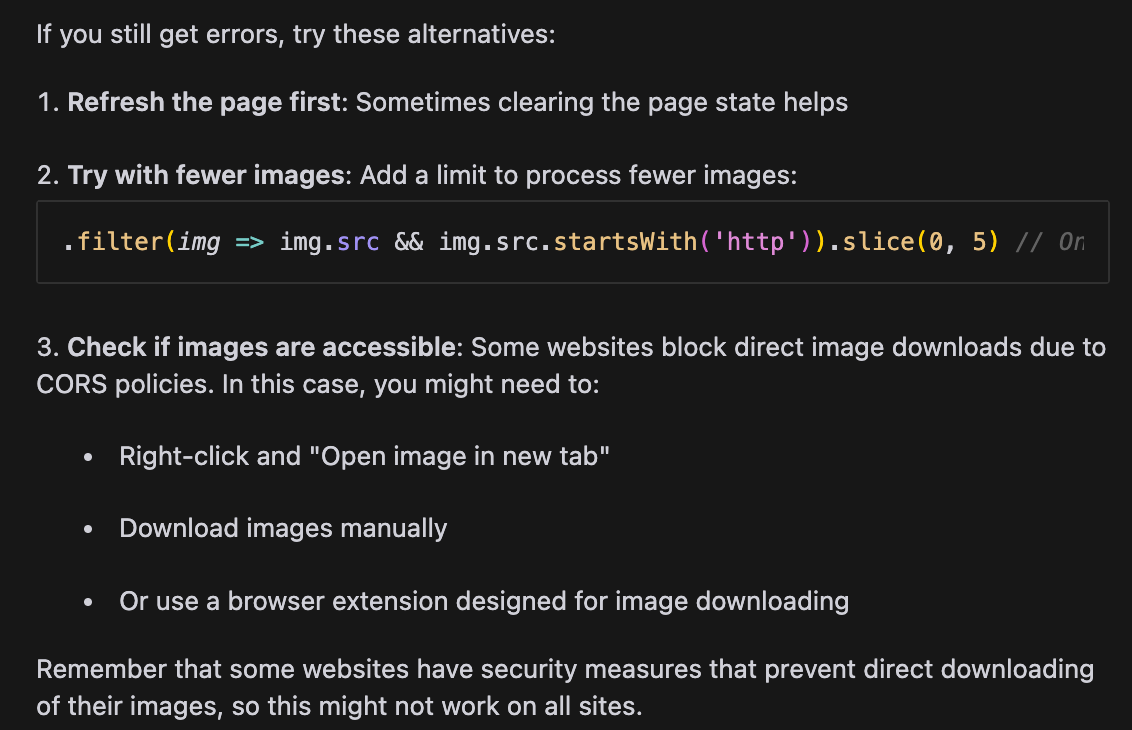 If you still get errors, try these alternatives:
1. Refresh the page first: Sometimes clearing the page state helps
2. Try with fewer images: Add a limit to process fewer images:
.filter(img => img.src && img.src.startsWith('http')).slice(0, 5) //
3. Check if images are accessible: Some websites block direct image downloads due to
CORS policies. In this case, you might need to:
• Right-click and "Open image in new tab"
• Download images manually
• Or use a browser extension designed for image downloading
Remember that some websites have security measures that prevent direct downloading
of their images, so this might not work on all sites.